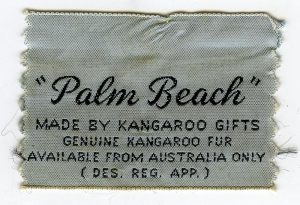 "Palm Beach"
MADE BY KANGAROO GIFTS
GENUINE KANGAROO FUR
AVAILABLE FROM AUSTRALIA ONLY
( DES. REG. APP. )